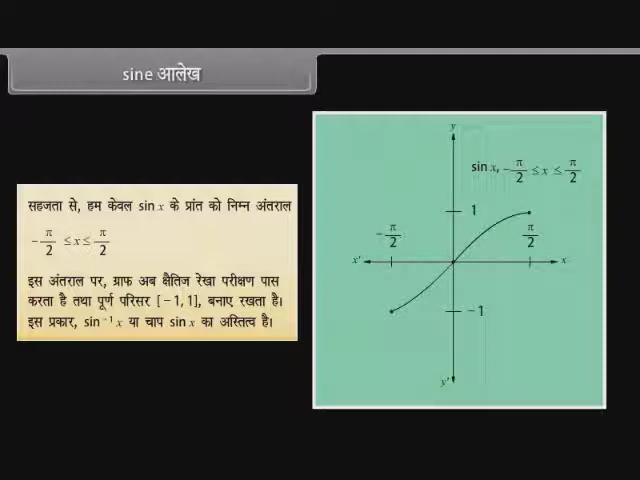 sine आलेख
सहजता से, हम केवल sin x के प्रांत को निम्न अंतराल
−π/2 ≤ x ≤ π/2
इस अंतराल पर, ग्राफ अब क्षैतिज रेखा परीक्षण पास
करता है तथा पूर्ण परिसर [−1, 1], बनाए रखता है।
इस प्रकार, sin⁻¹ x या चाप sin x का अस्तित्व है।
y
sin x, −π/2 ≤ x ≤ π/2
1
−π/2
π/2
x'
x
−1
y'